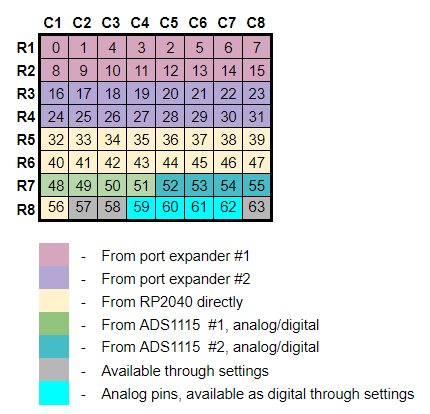 C1 C2 C3 C4 C5 C6 C7 C8
R1 0 1 4 3 2 5 6 7
R2 8 9 10 11 12 13 14 15
R3 16 17 18 19 20 21 22 23
R4 24 25 26 27 28 29 30 31
R5 32 33 34 35 36 37 38 39
R6 40 41 42 43 44 45 46 47
R7 48 49 50 51 52 53 54 55
R8 56 57 58 59 60 61 62 63
- From port expander #1
- From port expander #2
- From RP2040 directly
- From ADS1115 #1, analog/digital
- From ADS1115 #2, analog/digital
- Available through settings
- Analog pins, available as digital through settings